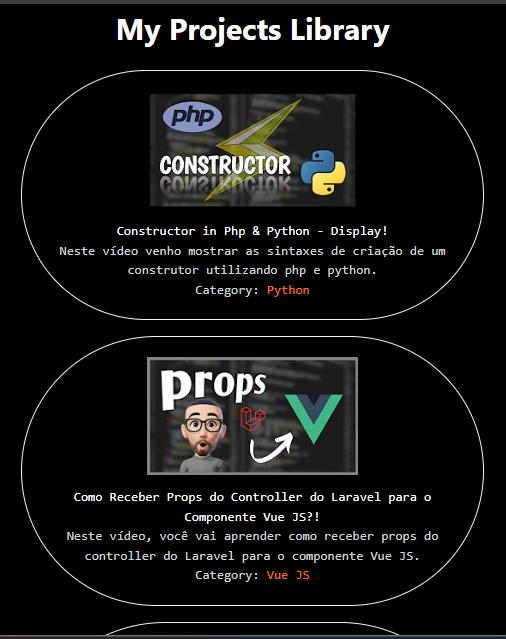 My Projects Library
php
CONSTRUCTOR
Constructor in Php & Python - Display!
Neste vídeo venho mostrar as sintaxes de criação de um
construtor utilizando php e python.
Category: Python
props
Como Receber Props do Controller do Laravel para o
Componente Vue JS?!
Neste vídeo, você vai aprender como receber props do
controller do Laravel para o componente Vue JS.
Category: Vue JS